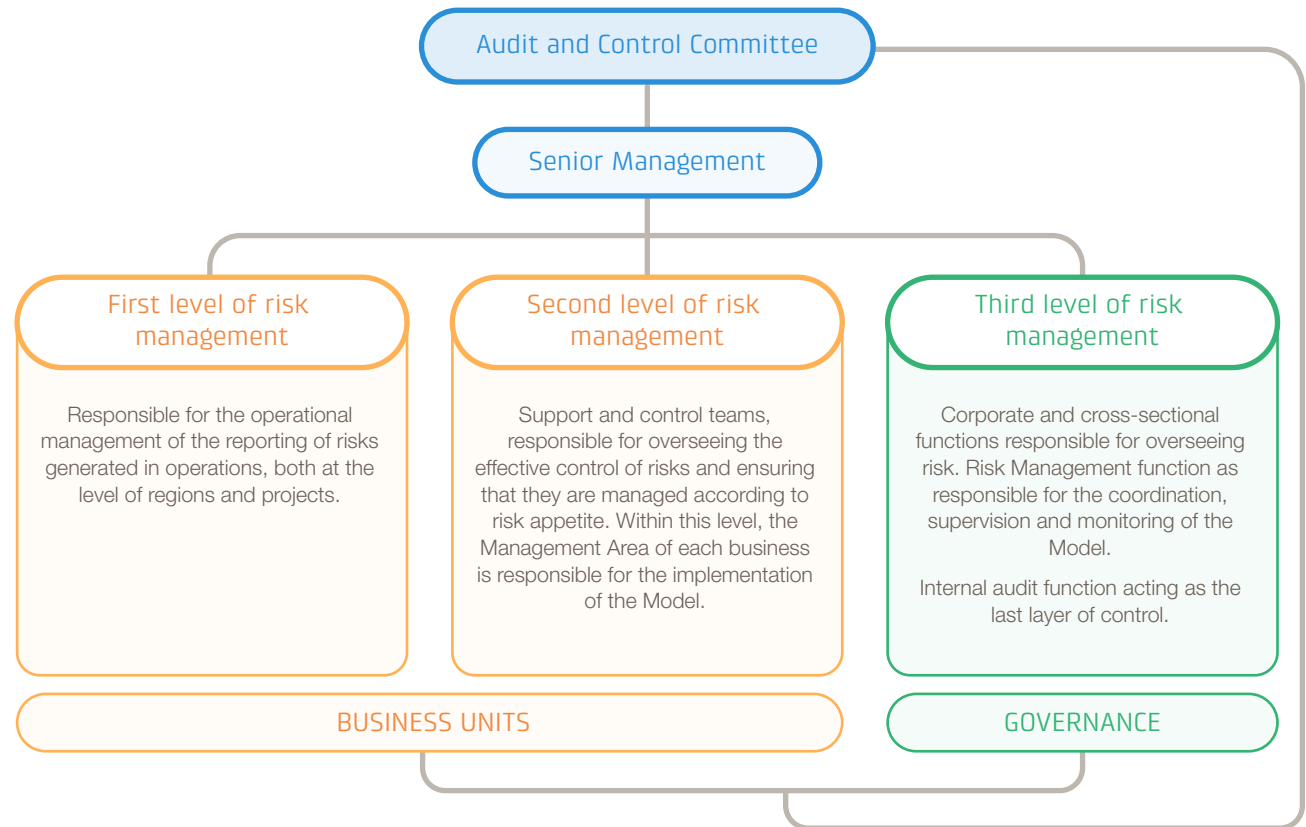 Audit and Control Committee
Senior Management
First level of risk
management
Responsible for the operational
management of the reporting of risks
generated in operations, both at the
level of regions and projects.
Second level of risk
management
Support and control teams,
responsible for overseeing the
effective control of risks and ensuring
that they are managed according to
risk appetite. Within this level, the
Management Area of each business
is responsible for the implementation
of the Model.
Third level of risk
management
Corporate and cross-sectional
functions responsible for overseeing
risk. Risk Management function as
responsible for the coordination,
supervision and monitoring of the
Model.
Internal audit function acting as the
last layer of control.
BUSINESS UNITS
GOVERNANCE